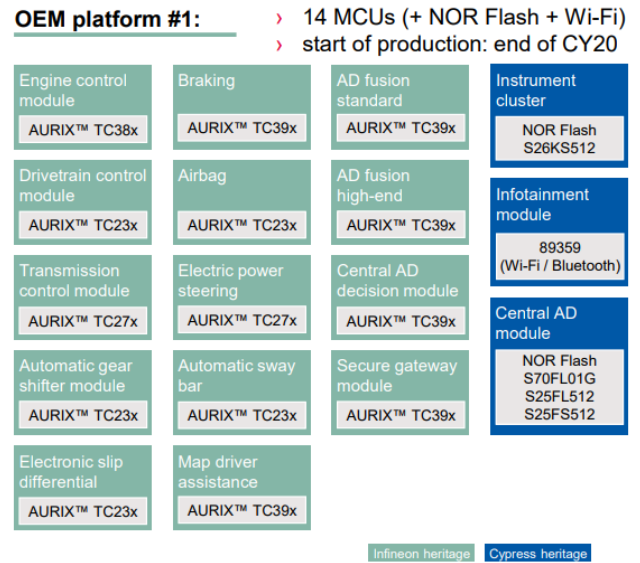 OEM platform #1:
› 14 MCUs (+ NOR Flash + Wi-Fi)
› start of production: end of CY20
Engine control
module
AURIX™ TC38x
Drivetrain control
module
AURIX™ TC23x
Transmission
control module
AURIX™ TC27x
Automatic gear
shifter module
AURIX™ TC23x
Electronic slip
differential
AURIX™ TC23x
Braking
AURIX™ TC39x
Airbag
AURIX™ TC23x
Electric power
steering
AURIX™ TC27x
Automatic sway
bar
AURIX™ TC23x
Map driver
assistance
AURIX™ TC39x
AD fusion
standard
AURIX™ TC39x
AD fusion
high-end
AURIX™ TC39x
Central AD
decision module
AURIX™ TC39x
Secure gateway
module
AURIX™ TC39x
Instrument
cluster
NOR Flash
S26KS512
Infotainment
module
89359
(Wi-Fi / Bluetooth)
Central AD
module
NOR Flash
S70FL01G
S25FL512
S25FS512
Infineon heritage
Cypress heritage